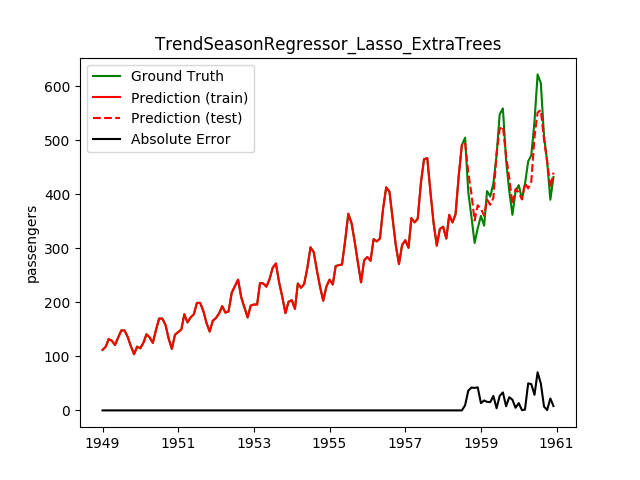 TrendSeasonRegressor_Lasso_ExtraTrees
Ground Truth
Prediction (train)
Prediction (test)
Absolute Error
passengers
600
500
400
300
200
100
0
1949 1951 1953 1955 1957 1959 1961